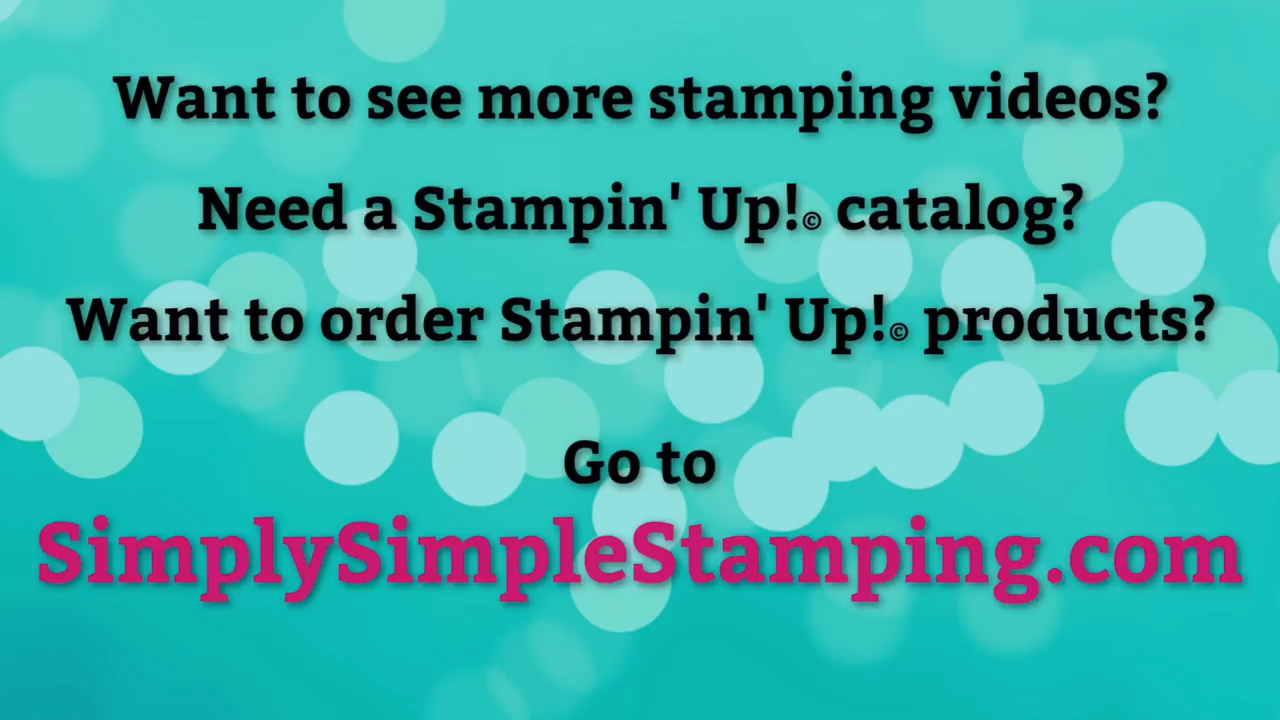 Want to see more stamping videos?
Need a Stampin' Up!© catalog?
Want to order Stampin' Up!© products?
Go to
SimplySimpleStamping.com